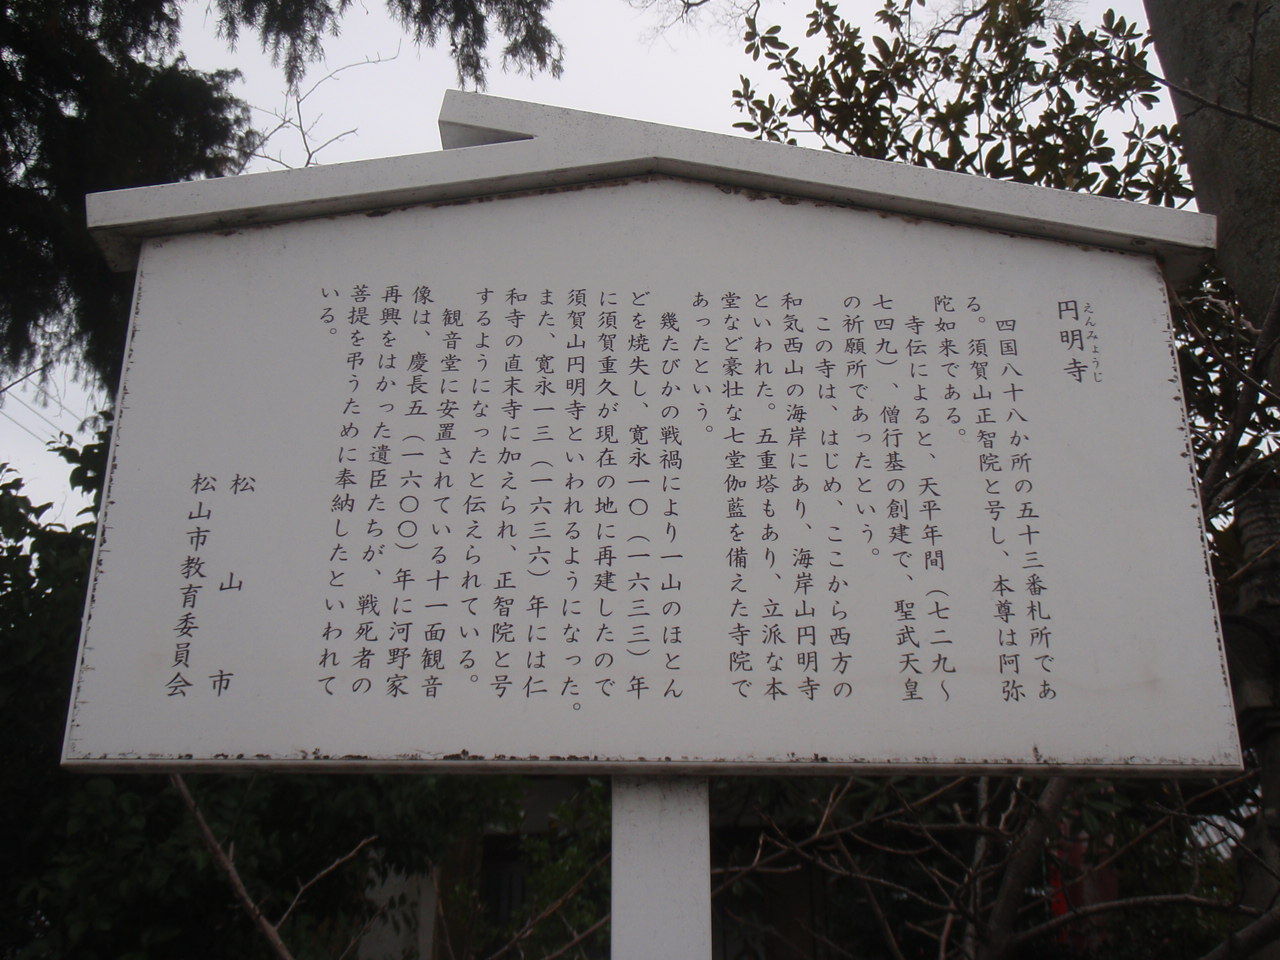 円明寺
えんみょうじ
四国八十八か所の五十三番札所であ
る。須賀山正智院と号し、本尊は阿弥
陀如来である。
寺伝によると、天平年間（七二九～
七四九）、僧行基の創建で、聖武天皇
の祈願所であったという。
この寺は、はじめ、ここから西方の
和気西山の海岸にあり、海岸山円明寺
といわれた。五重塔もあり、立派な本
堂など豪壮な七堂伽藍を備えた寺院で
あったという。
幾たびかの戦禍により一山のほとん
どを焼失し、寛永一〇（一六三三）年
に須賀重久が現在の地に再建したので
須賀山円明寺といわれるようになった。
また、寛永一三（一六三六）年には仁
和寺の直末寺に加えられ、正智院と号
するようになったと伝えられている。
観音堂に安置されている十一面観音
像は、慶長五（一六〇〇）年に河野家
再興をはかった遺臣たちが、戦死者の
菩提を弔うために奉納したといわれて
いる。
松山市
松山市教育委員会